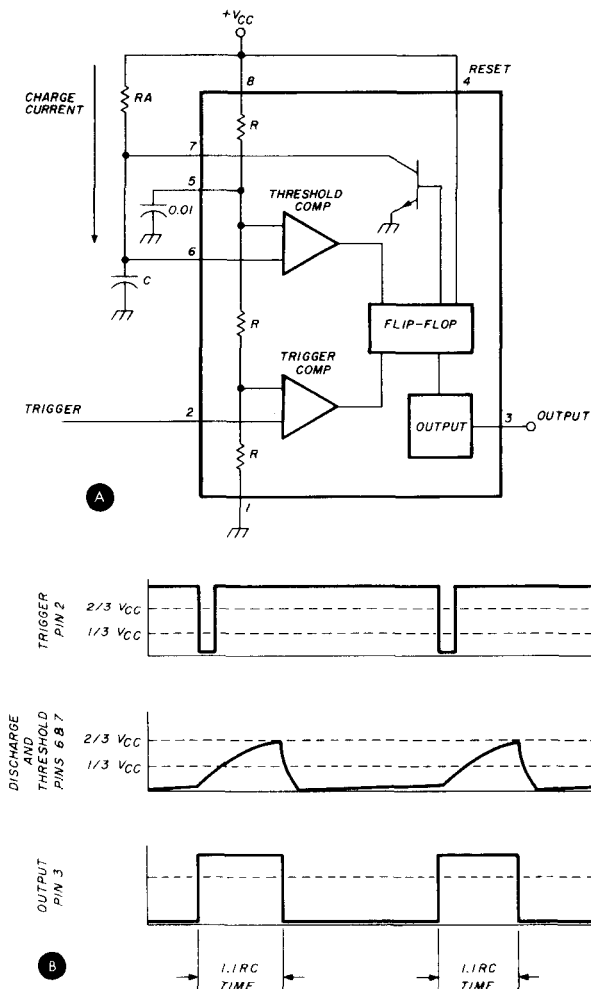 +VCC
8
RESET
4
CHARGE
CURRENT
RA
R
7
5
0.01
THRESHOLD
COMP
6
C
R
FLIP-FLOP
TRIGGER
COMP
TRIGGER
2
OUTPUT
3
OUTPUT
R
A
1
TRIGGER
PIN 2
2/3 VCC
1/3 VCC
DISCHARGE
AND
THRESHOLD
PINS 6&7
2/3 VCC
1/3 VCC
OUTPUT
PIN 3
B
1.1RC
TIME
1.1RC
TIME